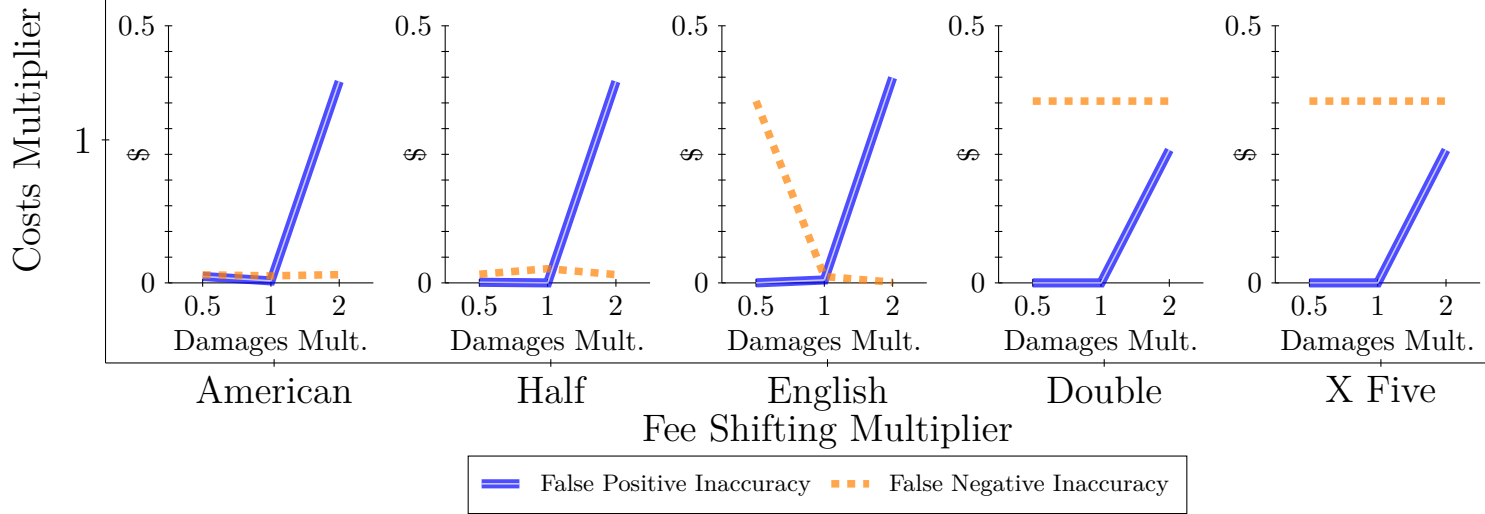 Costs Multiplier
1
0.5
0
$
0.5 1 2
Damages Mult.
American
0.5
0
$
0.5 1 2
Damages Mult.
Half
0.5
0
$
0.5 1 2
Damages Mult.
English
0.5
0
$
0.5 1 2
Damages Mult.
Double
0.5
0
$
0.5 1 2
Damages Mult.
X Five
Fee Shifting Multiplier
False Positive Inaccuracy
False Negative Inaccuracy